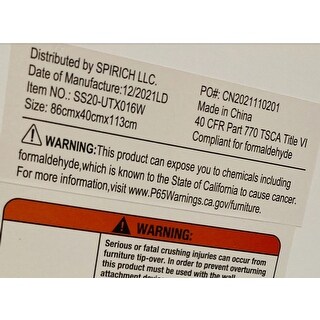 Distributed by SPIRICH LLC.
Date of Manufacture:12/2021LD
Item NO.: SS20-UTX016W
Size: 86cmx40cmx113cm
PO#: CN2021110201
Made in China
40 CFR Part 770 TSCA Title VI
Compliant for formaldehyde
⚠WARNING:This product can expose you to chemicals including
formaldehyde,which is known to the State of California to cause cancer.
For more information,visit www.P65Warnings.ca.gov/furniture.
⚠ WARNING:
Serious or fatal crushing injuries can occur from
furniture tip-over. In order to prevent overturning
this product must be used with the wall
attachment device